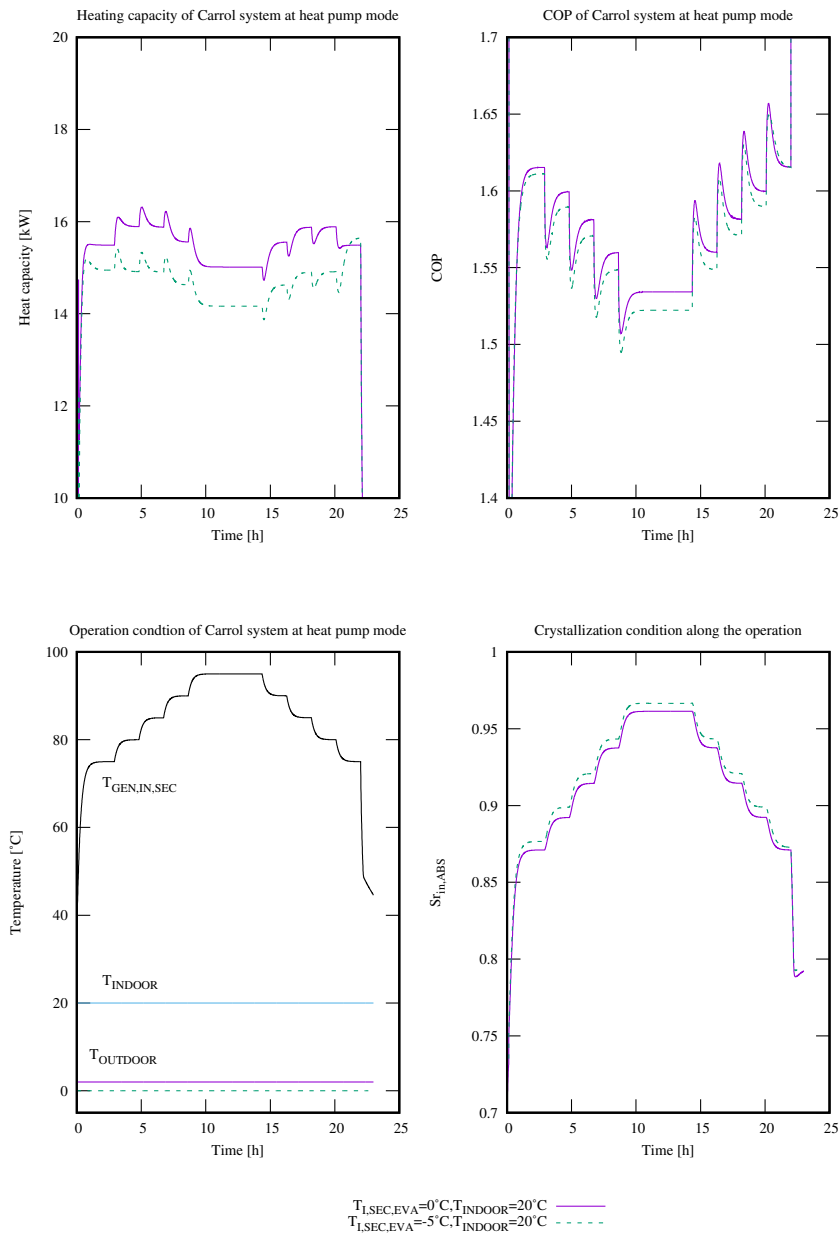 Heating capacity of Carrol system at heat pump mode
20
18
16
14
12
10
Heat capacity [kW]
0 5 10 15 20 25
Time [h]
COP of Carrol system at heat pump mode
1.7
1.65
1.6
1.55
1.5
1.45
1.4
COP
0 5 10 15 20 25
Time [h]
Operation condtion of Carrol system at heat pump mode
100
80
60
40
20
0
Temperature [°C]
T_GEN,IN,SEC
T_INDOOR
T_OUTDOOR
0 5 10 15 20 25
Time [h]
Crystallization condition along the operation
1
0.95
0.9
0.85
0.8
0.75
0.7
Sr_in,ABS
0 5 10 15 20 25
Time [h]
T_I,SEC,EVA=0°C,T_INDOOR=20°C
T_I,SEC,EVA=-5°C,T_INDOOR=20°C